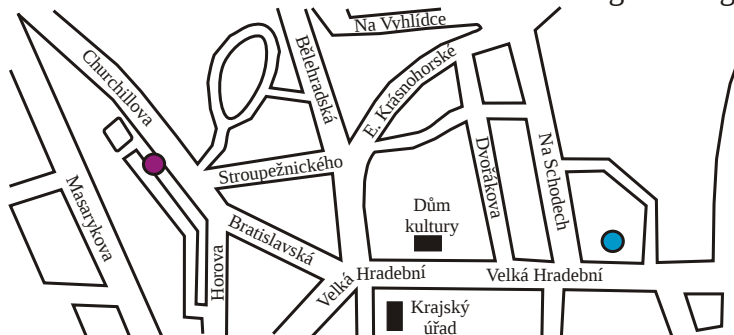 Na Vyhlídce
Bělehradská
E. Krásnohorské
Churchillova
Stroupežnického
Dvořákova
Na Schodech
Masarykova
Dům
kultury
Bratislavská
Horova
Velká Hradební
Velká Hradební
Krajský
úřad